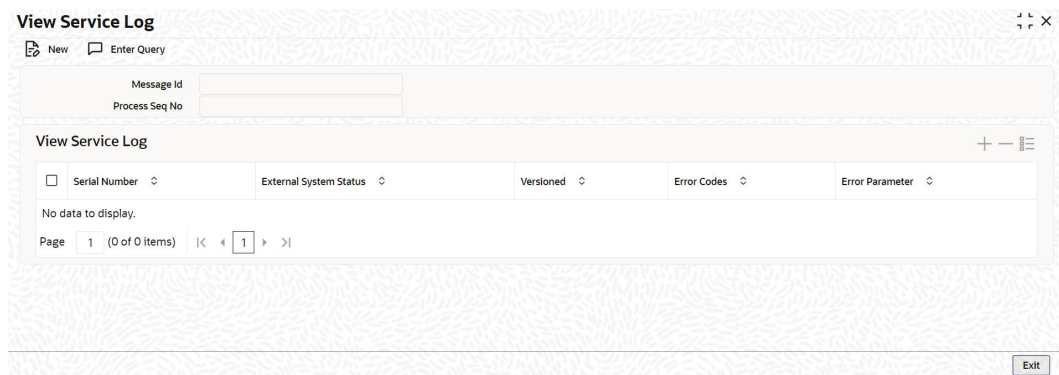 View Service Log
New Enter Query
Message Id
Process Seq No
View Service Log
Serial Number External System Status Versioned Error Codes Error Parameter
No data to display.
Page 1 (0 of 0 items) 1
Exit